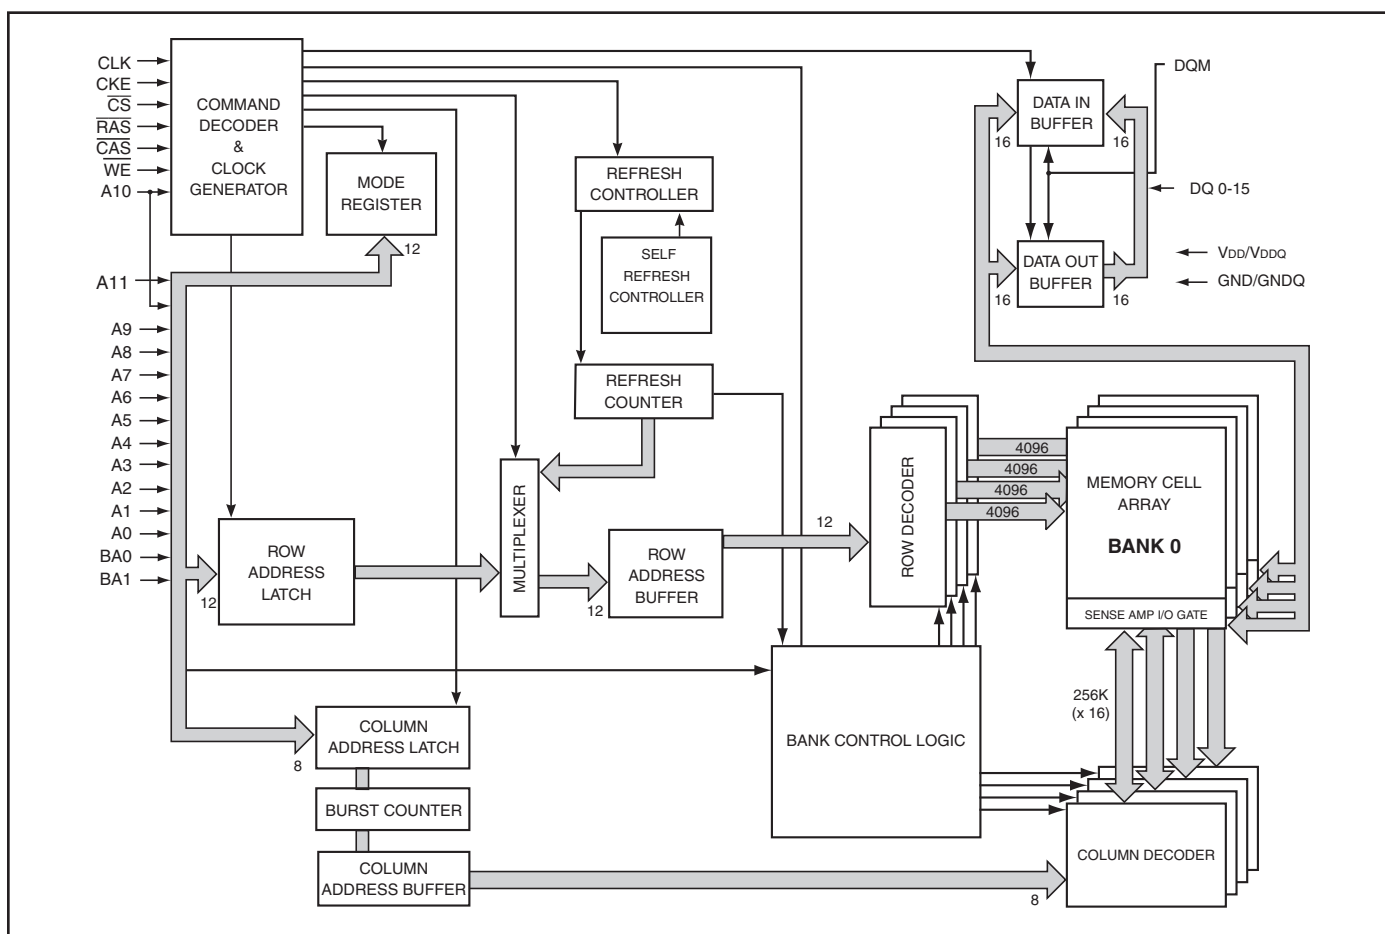 CLK
CKE
CS
RAS
CAS
WE
A10
A11
A9
A8
A7
A6
A5
A4
A3
A2
A1
A0
BA0
BA1
COMMAND
DECODER
&
CLOCK
GENERATOR
MODE
REGISTER
12
REFRESH
CONTROLLER
SELF
REFRESH
CONTROLLER
REFRESH
COUNTER
MULTIPLEXER
12
ROW
ADDRESS
LATCH
12
ROW
ADDRESS
BUFFER
12
ROW DECODER
4096
4096
4096
4096
MEMORY CELL
ARRAY
BANK 0
SENSE AMP I/O GATE
DATA IN
BUFFER
16
16
DATA OUT
BUFFER
16
16
DQM
DQ 0-15
VDD/VDDQ
GND/GNDQ
256K
(x 16)
BANK CONTROL LOGIC
COLUMN
ADDRESS LATCH
8
BURST COUNTER
COLUMN
ADDRESS BUFFER
8
COLUMN DECODER